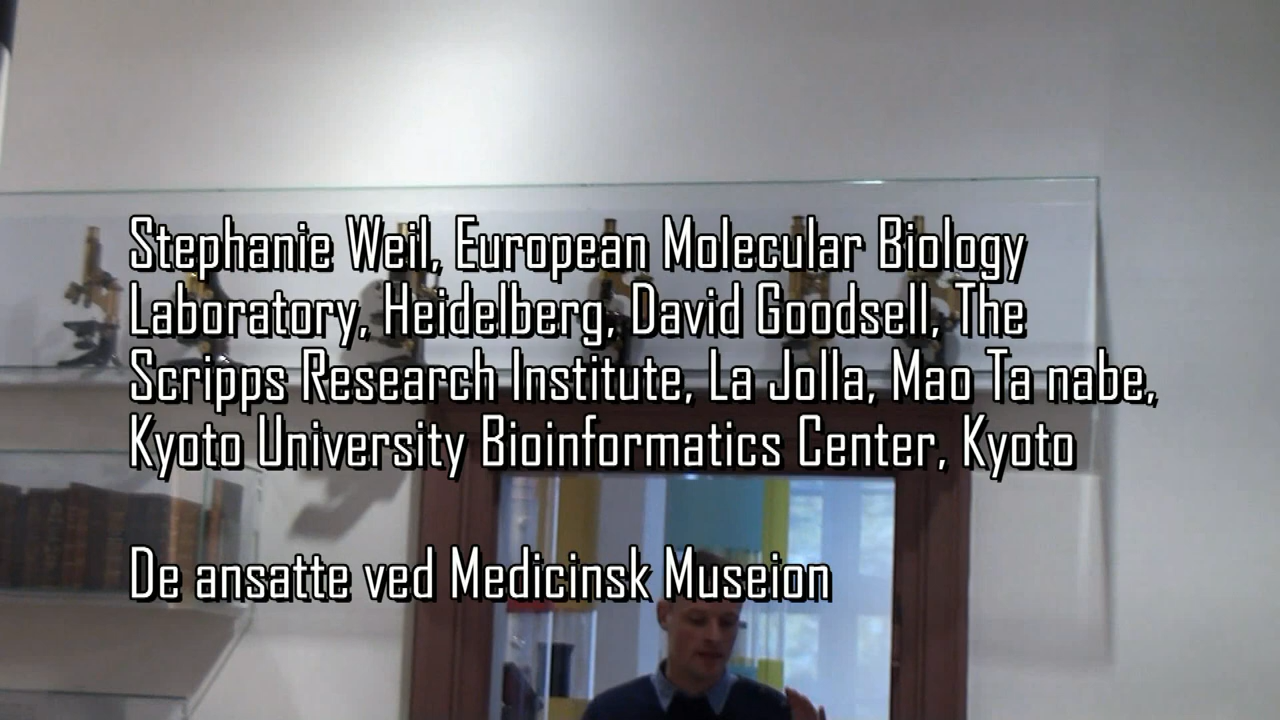 Stephanie Weil, European Molecular Biology
Laboratory, Heidelberg, David Goodsell, The
Scripps Research Institute, La Jolla, Mao Ta nabe,
Kyoto University Bioinformatics Center, Kyoto
De ansatte ved Medicinsk Museion